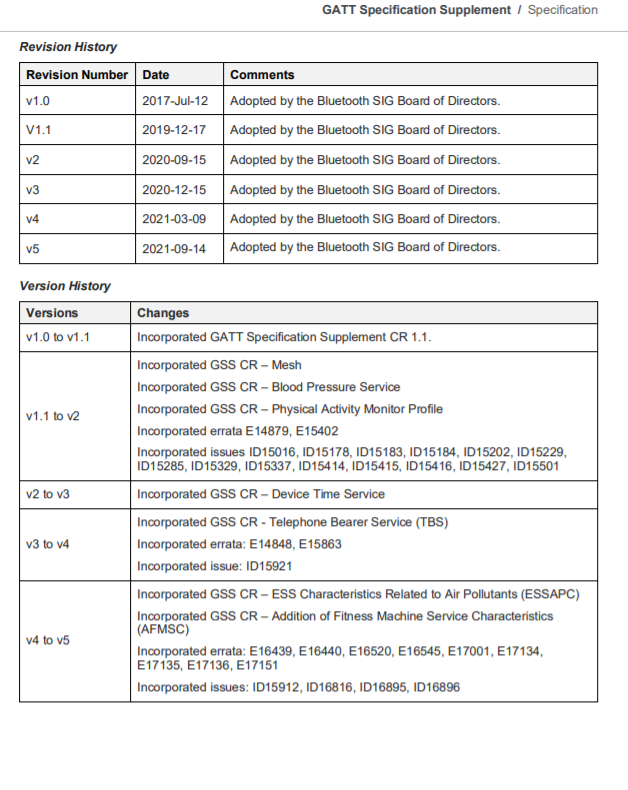 GATT Specification Supplement / Specification
Revision History
Revision Number Date Comments
v1.0 2017-Jul-12 Adopted by the Bluetooth SIG Board of Directors.
V1.1 2019-12-17 Adopted by the Bluetooth SIG Board of Directors.
v2 2020-09-15 Adopted by the Bluetooth SIG Board of Directors.
v3 2020-12-15 Adopted by the Bluetooth SIG Board of Directors.
v4 2021-03-09 Adopted by the Bluetooth SIG Board of Directors.
v5 2021-09-14 Adopted by the Bluetooth SIG Board of Directors.
Version History
Versions Changes
v1.0 to v1.1 Incorporated GATT Specification Supplement CR 1.1.
v1.1 to v2
Incorporated GSS CR – Mesh
Incorporated GSS CR – Blood Pressure Service
Incorporated GSS CR – Physical Activity Monitor Profile
Incorporated errata E14879, E15402
Incorporated issues ID15016, ID15178, ID15183, ID15184, ID15202, ID15229,
ID15285, ID15329, ID15337, ID15414, ID15415, ID15416, ID15427, ID15501
v2 to v3 Incorporated GSS CR – Device Time Service
v3 to v4
Incorporated GSS CR - Telephone Bearer Service (TBS)
Incorporated errata: E14848, E15863
Incorporated issue: ID15921
v4 to v5
Incorporated GSS CR – ESS Characteristics Related to Air Pollutants (ESSAPC)
Incorporated GSS CR – Addition of Fitness Machine Service Characteristics
(AFMSC)
Incorporated errata: E16439, E16440, E16520, E16545, E17001, E17134,
E17135, E17136, E17151
Incorporated issues: ID15912, ID16816, ID16895, ID16896